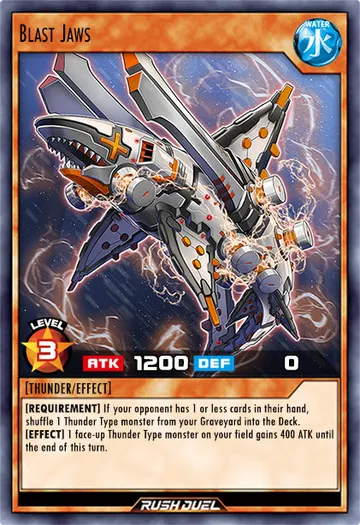 BLAST JAWS
WATER
水
LEVEL
3
ATK 1200 DEF 0
[THUNDER/EFFECT]
[REQUIREMENT] If your opponent has 1 or less cards in their hand,
shuffle 1 Thunder Type monster from your Graveyard into the Deck.
[EFFECT] 1 face-up Thunder Type monster on your field gains 400 ATK until
the end of this turn.
RUSH DUEL